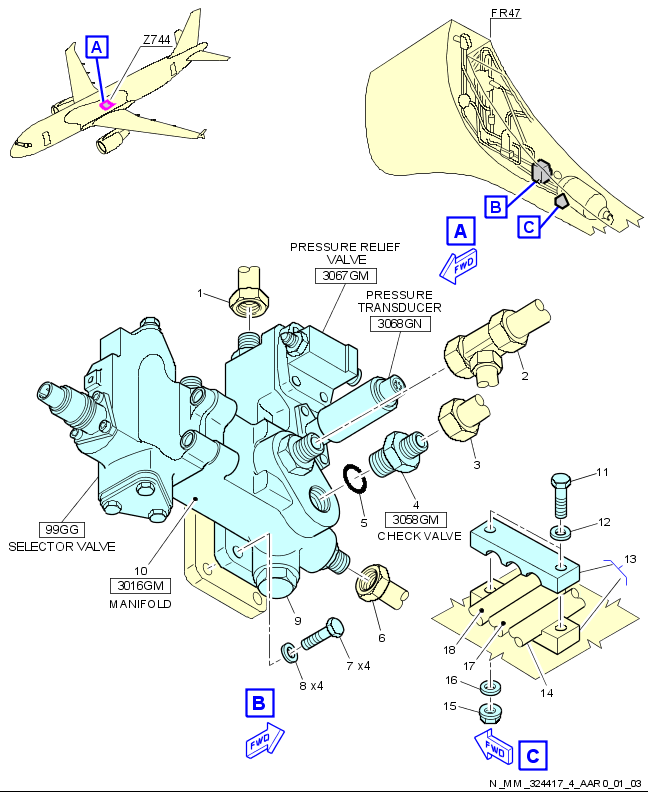 FR47
Z744
A
B
C
A
FWD
PRESSURE RELIEF
VALVE
3067GM
1
PRESSURE
TRANSDUCER
3068GN
2
3
11
12
13
4
5
3058GM
CHECK VALVE
99GG
SELECTOR VALVE
10
3016GM
MANIFOLD
9
6
7 x4
8 x4
18
17
14
16
15
B
FWD
FWD
C
N_MM_324417_4_AAR0_01_03